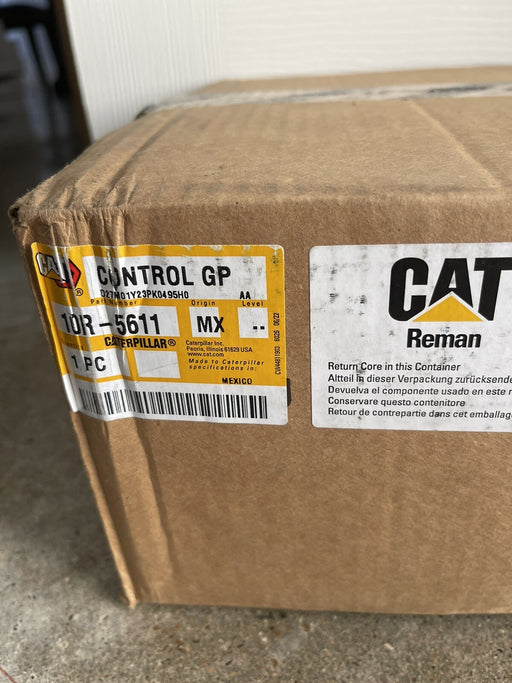 CAT
®
CONTROL GP
D27M01Y23PK0495H0 AA
Part Number Origin Level
10R-5611 MX --
CATERPILLAR®
Caterpillar Inc.
Peoria, Illinois 61629 USA
www.cat.com
Made to Caterpillar
specifications in:
1 PC
MEXICO
CAT
Reman
Return Core in this Container
Altteil in dieser Verpackung zurücksende
Devuelva el componente usado en este
Conservare questo contenitore
Retour de contrepartie dans cet emballag